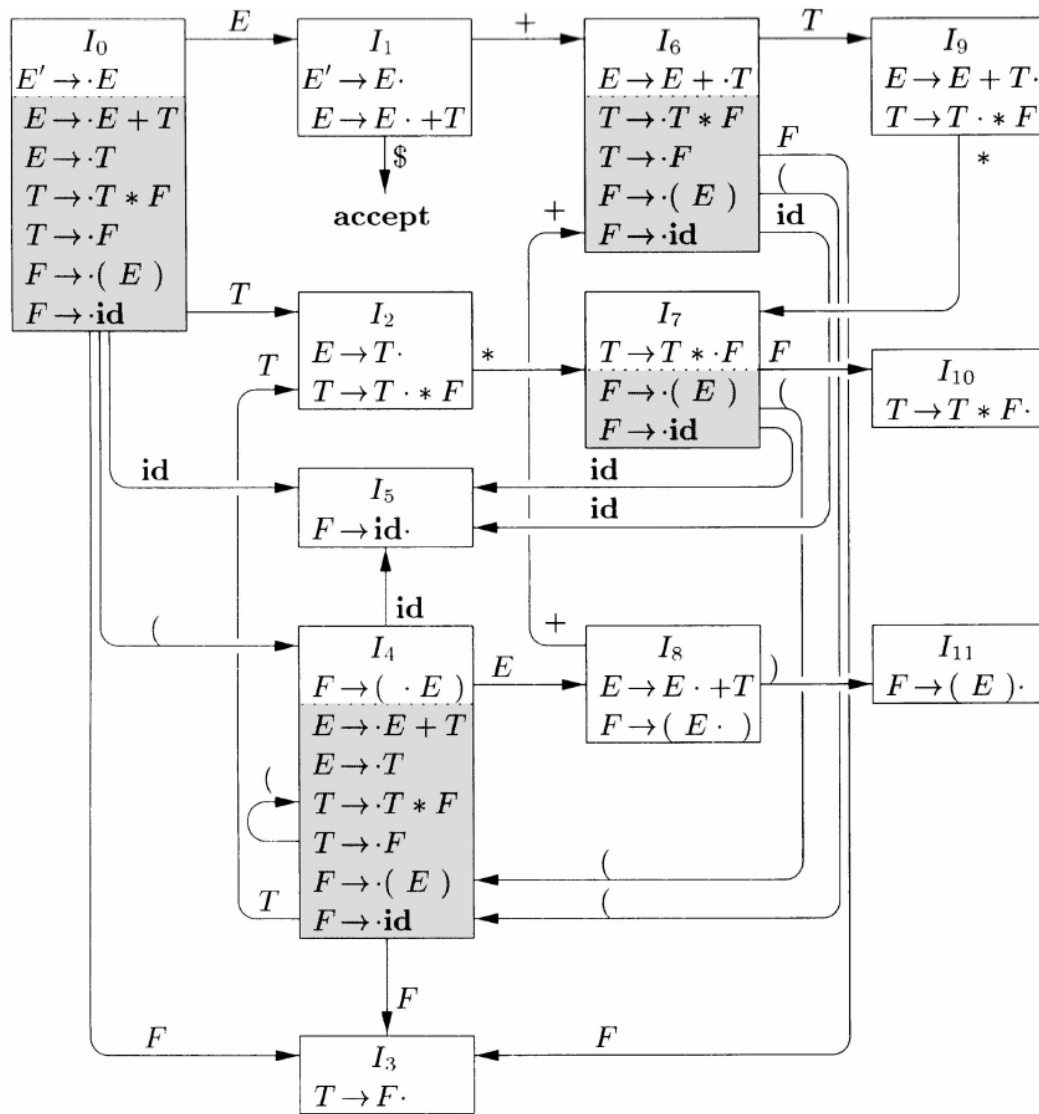 I₀
E′ → ·E
E → ·E + T
E → ·T
T → ·T * F
T → ·F
F → ·( E )
F → ·id
E
I₁
E′ → E·
E → E· +T
$
accept
+
I₆
E → E + ·T
T → ·T * F
T → ·F
F → ·( E )
F → ·id
T
I₉
E → E + T·
T → T· * F
F
(
id
+
*
T
I₂
E → T·
T → T· * F
T
*
I₇
T → T * ·F
F → ·( E )
F → ·id
F
(
I₁₀
T → T * F·
id
I₅
F → id·
id
id
id
(
I₄
F → ( ·E )
E → ·E + T
E → ·T
T → ·T * F
T → ·F
F → ·( E )
F → ·id
(
T
E
+
I₈
E → E· +T
F → ( E· )
)
I₁₁
F → ( E )·
(
(
F
F
I₃
T → F·
F